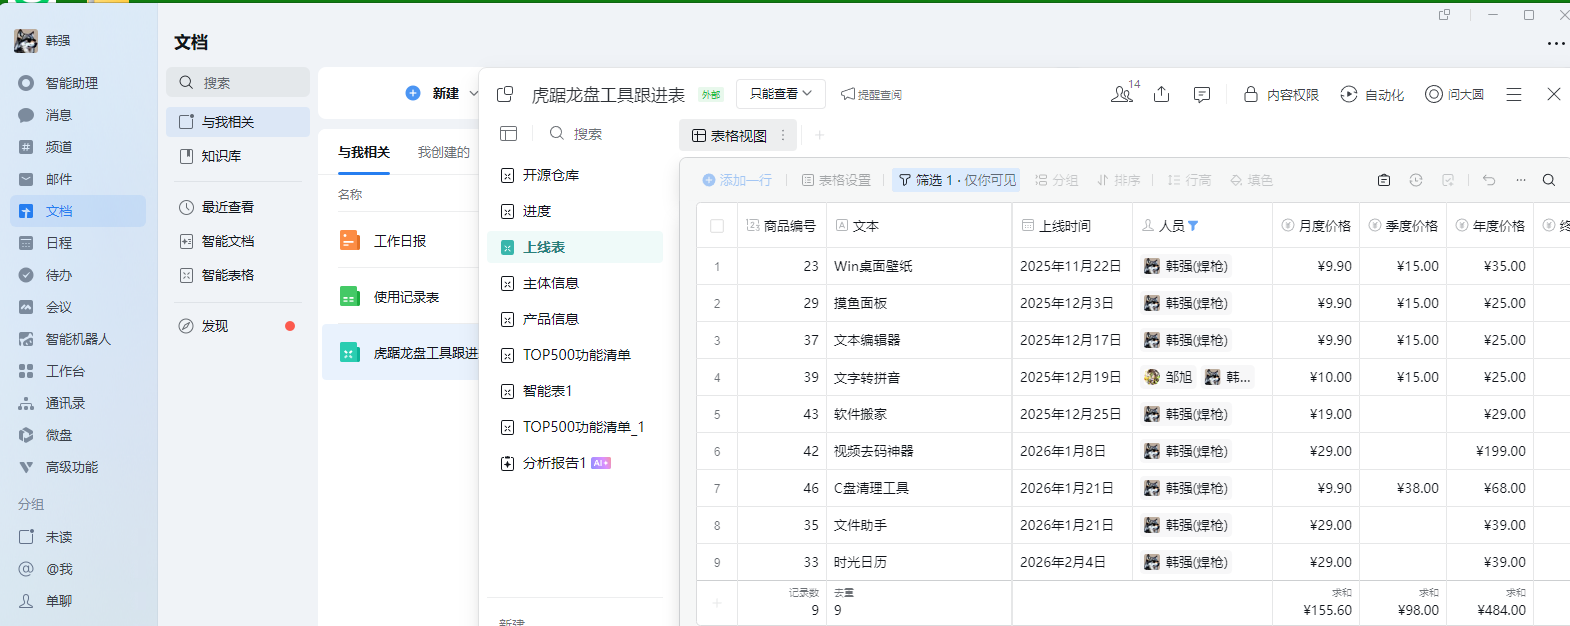 韩强
智能助理
消息
频道
邮件
文档
日程
待办
会议
智能机器人
工作台
通讯录
微盘
高级功能
分组
未读
@我
单聊
文档
搜索
与我相关
知识库
最近查看
智能文档
智能表格
发现
新建
与我相关 我创建的
名称
工作日报
使用记录表
虎踞龙盘工具跟进
虎踞龙盘工具跟进表 外部 只能查看 提醒查阅 14 内容权限 自动化 问大圆
搜索
开源仓库
进度
上线表
主体信息
产品信息
TOP500功能清单
智能表1
TOP500功能清单_1
分析报告1 AI+
新建
表格视图
添加一行 表格设置 筛选 1 · 仅你可见 分组 排序 行高 填色
商品编号 文本 上线时间 人员 月度价格 季度价格 年度价格 终
1 23 Win桌面壁纸 2025年11月22日 韩强(焊枪) ¥9.90 ¥15.00 ¥35.00
2 29 摸鱼面板 2025年12月3日 韩强(焊枪) ¥9.90 ¥15.00 ¥25.00
3 37 文本编辑器 2025年12月17日 韩强(焊枪) ¥9.90 ¥15.00 ¥25.00
4 39 文字转拼音 2025年12月19日 邹旭 韩... ¥10.00 ¥15.00 ¥25.00
5 43 软件搬家 2025年12月25日 韩强(焊枪) ¥19.00 ¥29.00
6 42 视频去码神器 2026年1月8日 韩强(焊枪) ¥29.00 ¥199.00
7 46 C盘清理工具 2026年1月21日 韩强(焊枪) ¥9.90 ¥38.00 ¥68.00
8 35 文件助手 2026年1月21日 韩强(焊枪) ¥29.00 ¥39.00
9 33 时光日历 2026年2月4日 韩强(焊枪) ¥29.00 ¥39.00
记录数 去重 求和 求和 求和
9 9 ¥155.60 ¥98.00 ¥484.00